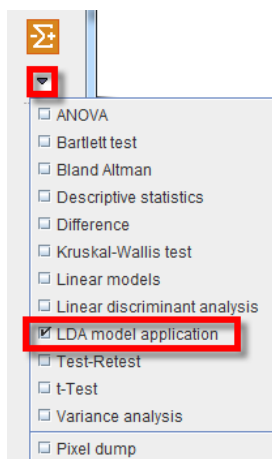 ANOVA
Bartlett test
Bland Altman
Descriptive statistics
Difference
Kruskal-Wallis test
Linear models
Linear discriminant analysis
LDA model application
Test-Retest
t-Test
Variance analysis
Pixel dump